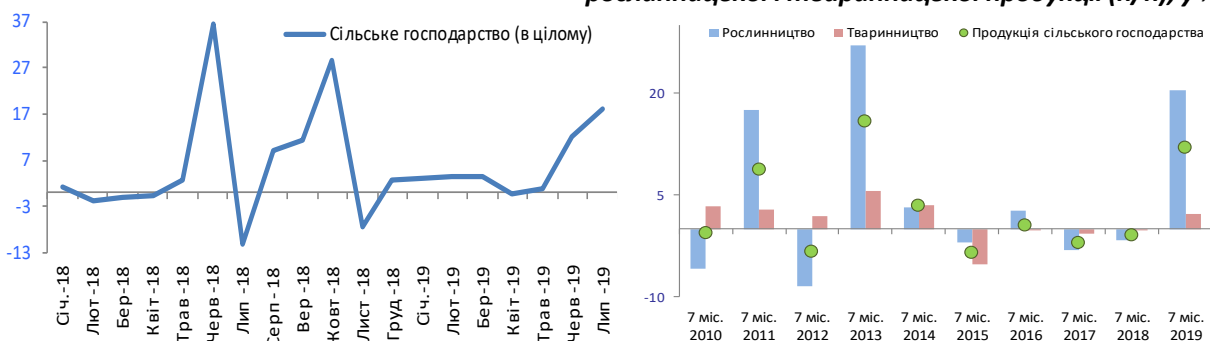 37
27
17
7
-3
-13
Сільське господарство (в цілому)
Січ.-18
Лют -18
Бер-18
Квіт -18
Трав -18
Черв -18
Лип -18
Серп -18
Вер -18
Жовт -18
Лист -18
Груд -18
Січ.-19
Лют -19
Бер-19
Квіт -19
Трав -19
Черв -19
Лип -19
Рослинництво
Тваринництво
Продукція сільського господарства
20
5
-10
7 міс. 7 міс. 7 міс. 7 міс. 7 міс. 7 міс. 7 міс. 7 міс. 7 міс. 7 міс.
2010 2011 2012 2013 2014 2015 2016 2017 2018 2019